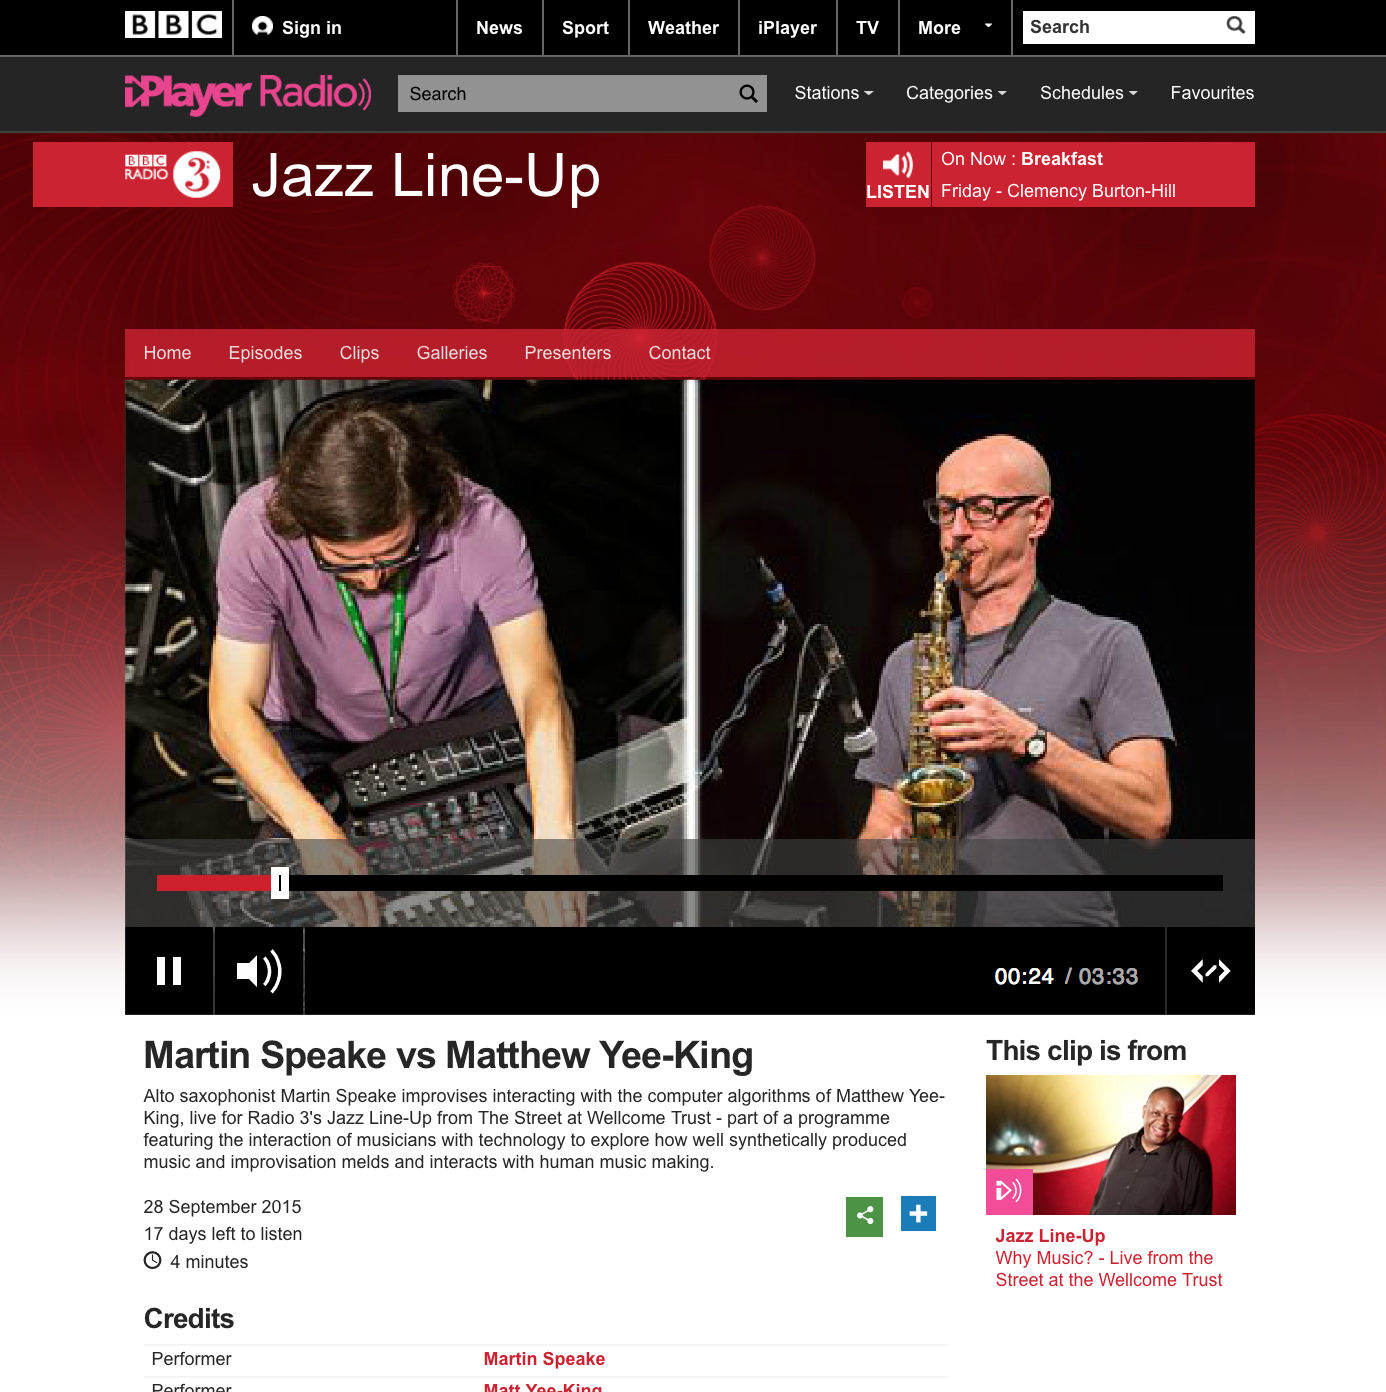 BBC
Sign in
News
Sport
Weather
iPlayer
TV
More
Search
iPlayer Radio
Search
Stations
Categories
Schedules
Favourites
BBC
RADIO 3
Jazz Line-Up
LISTEN
On Now : Breakfast
Friday - Clemency Burton-Hill
Home
Episodes
Clips
Galleries
Presenters
Contact
00:24 / 03:33
Martin Speake vs Matthew Yee-King
Alto saxophonist Martin Speake improvises interacting with the computer algorithms of Matthew Yee-
King, live for Radio 3's Jazz Line-Up from The Street at Wellcome Trust - part of a programme
featuring the interaction of musicians with technology to explore how well synthetically produced
music and improvisation melds and interacts with human music making.
28 September 2015
17 days left to listen
4 minutes
Credits
Performer Martin Speake
Performer Matt Yee-King
This clip is from
Jazz Line-Up
Why Music? - Live from the
Street at the Wellcome Trust